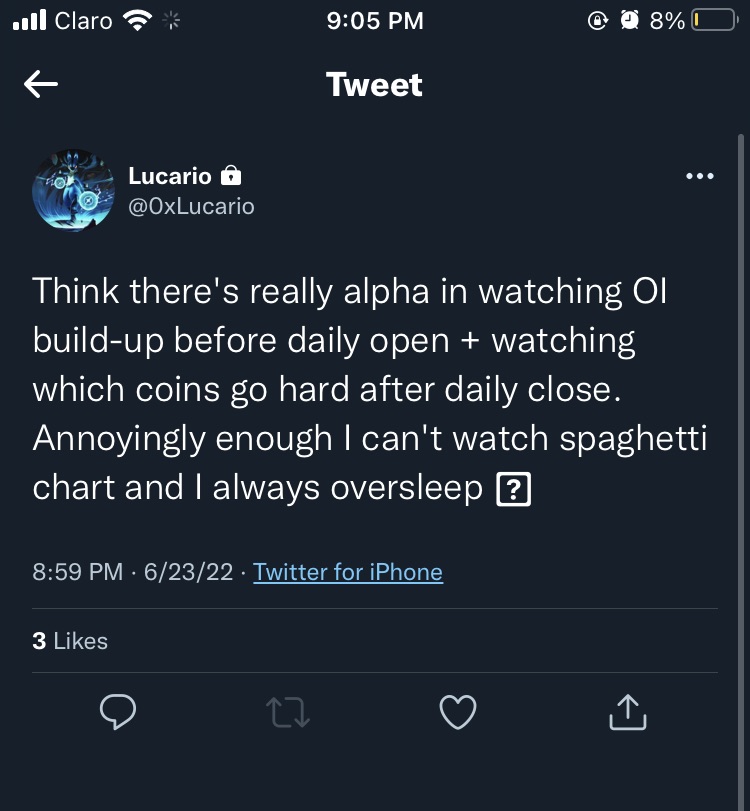 Claro 9:05 PM 8%
Tweet
Lucario
@0xLucario
Think there's really alpha in watching OI
build-up before daily open + watching
which coins go hard after daily close.
Annoyingly enough I can't watch spaghetti
chart and I always oversleep ?
8:59 PM · 6/23/22 · Twitter for iPhone
3 Likes